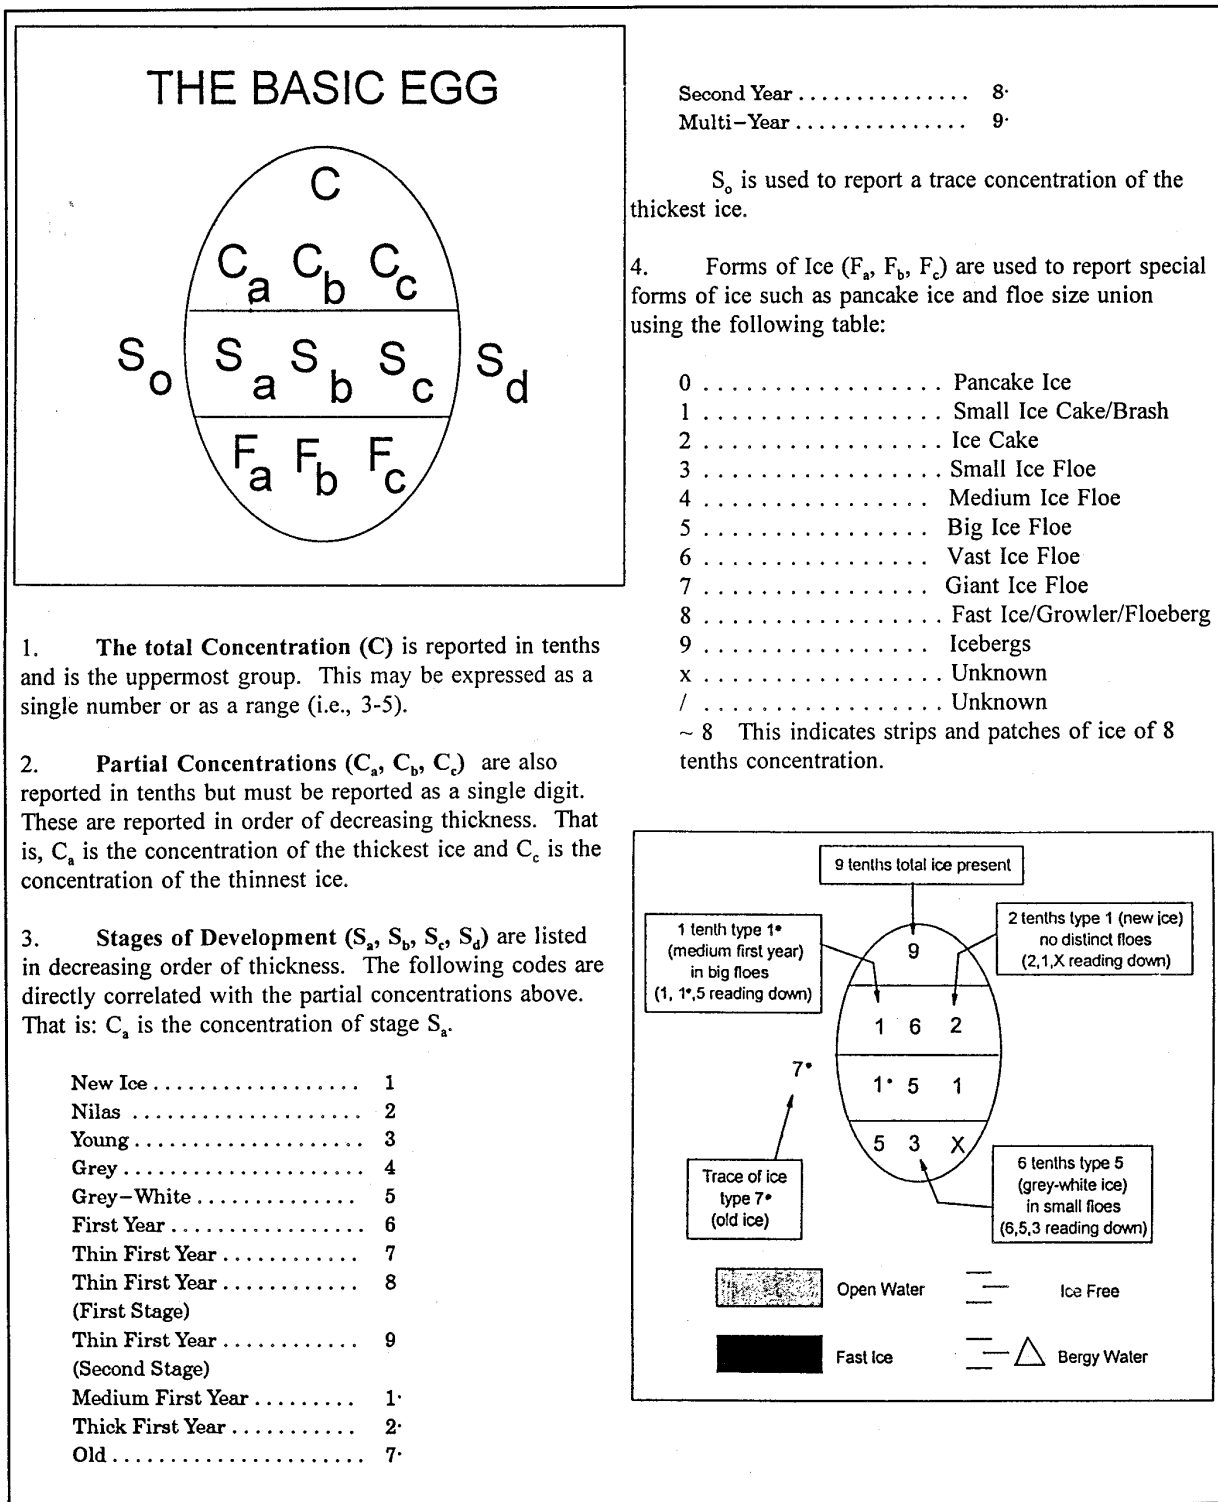 THE BASIC EGG
C
Ca Cb Cc
So Sa Sb Sc Sd
Fa Fb Fc
1. The total Concentration (C) is reported in tenths
and is the uppermost group. This may be expressed as a
single number or as a range (i.e., 3-5).
2. Partial Concentrations (Ca, Cb, Cc) are also
reported in tenths but must be reported as a single digit.
These are reported in order of decreasing thickness. That
is, Ca is the concentration of the thickest ice and Cc is the
concentration of the thinnest ice.
3. Stages of Development (Sa, Sb, Sc, Sd) are listed
in decreasing order of thickness. The following codes are
directly correlated with the partial concentrations above.
That is: Ca is the concentration of stage Sa.
New Ice .................. 1
Nilas .................... 2
Young .................... 3
Grey ..................... 4
Grey-White .............. 5
First Year ................. 6
Thin First Year ............ 7
Thin First Year ............ 8
(First Stage)
Thin First Year ............ 9
(Second Stage)
Medium First Year ......... 1·
Thick First Year ........... 2·
Old ...................... 7·
Second Year ............... 8·
Multi-Year ............... 9·
So is used to report a trace concentration of the
thickest ice.
4. Forms of Ice (Fa, Fb, Fc) are used to report special
forms of ice such as pancake ice and floe size union
using the following table:
0 ................. Pancake Ice
1 ................. Small Ice Cake/Brash
2 ................. Ice Cake
3 ................. Small Ice Floe
4 ................. Medium Ice Floe
5 ................ Big Ice Floe
6 ................ Vast Ice Floe
7 ................ Giant Ice Floe
8 ................. Fast Ice/Growler/Floeberg
9 ................. Icebergs
x ................. Unknown
/ ................. Unknown
~ 8 This indicates strips and patches of ice of 8
tenths concentration.
9 tenths total ice present
1 tenth type 1•
(medium first year)
in big floes
(1, 1•,5 reading down)
2 tenths type 1 (new ice)
no distinct floes
(2,1,X reading down)
9
1 6 2
7•
1• 5 1
5 3 X
Trace of ice
type 7•
(old ice)
6 tenths type 5
(grey-white ice)
in small floes
(6,5,3 reading down)
Open Water
Ice Free
Fast Ice
Bergy Water